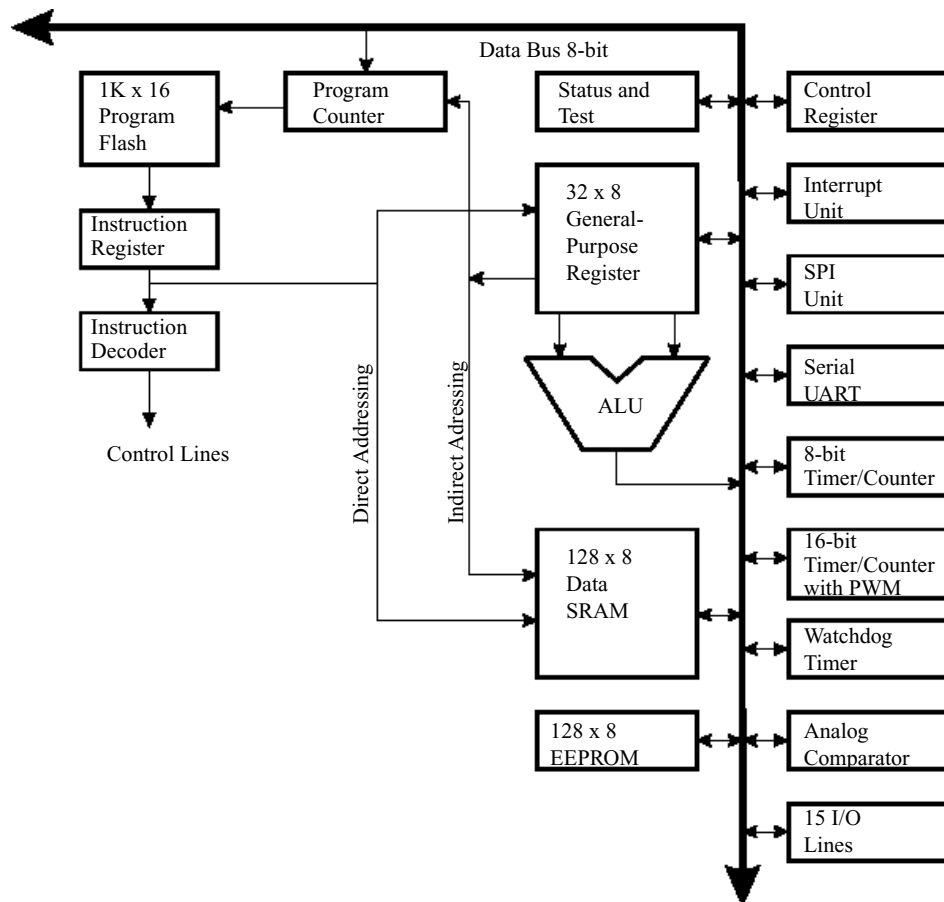 Data Bus 8-bit
1K x 16
Program
Flash
Program
Counter
Status and
Test
Control
Register
Instruction
Register
32 x 8
General-
Purpose
Register
Interrupt
Unit
SPI
Unit
Instruction
Decoder
Control Lines
Direct Addressing
Indirect Adressing
ALU
Serial
UART
8-bit
Timer/Counter
128 x 8
Data
SRAM
16-bit
Timer/Counter
with PWM
Watchdog
Timer
128 x 8
EEPROM
Analog
Comparator
15 I/O
Lines